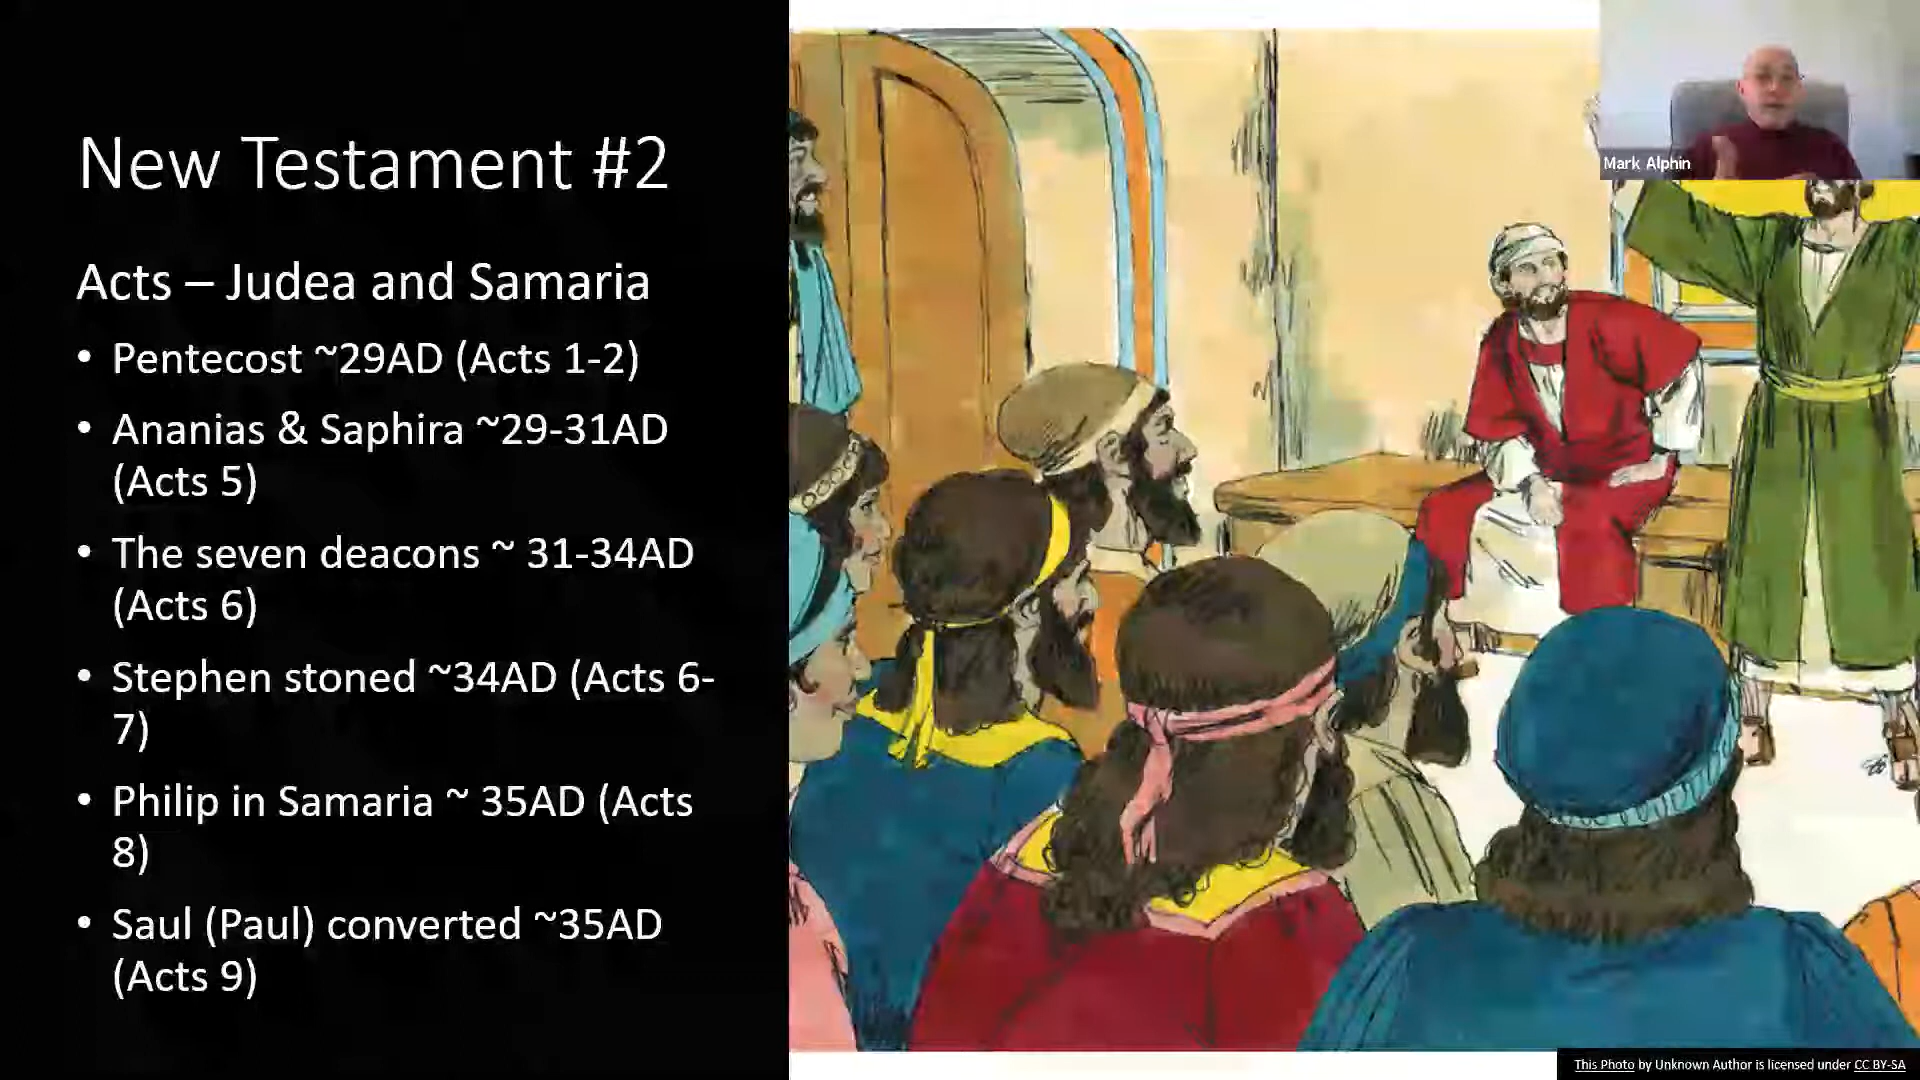 New Testament #2
Acts – Judea and Samaria
• Pentecost ~29AD (Acts 1-2)
• Ananias & Saphira ~29-31AD
(Acts 5)
• The seven deacons ~ 31-34AD
(Acts 6)
• Stephen stoned ~34AD (Acts 6-
7)
• Philip in Samaria ~ 35AD (Acts
8)
• Saul (Paul) converted ~35AD
(Acts 9)
Mark Alphin
This Photo by Unknown Author is licensed under CC BY-SA